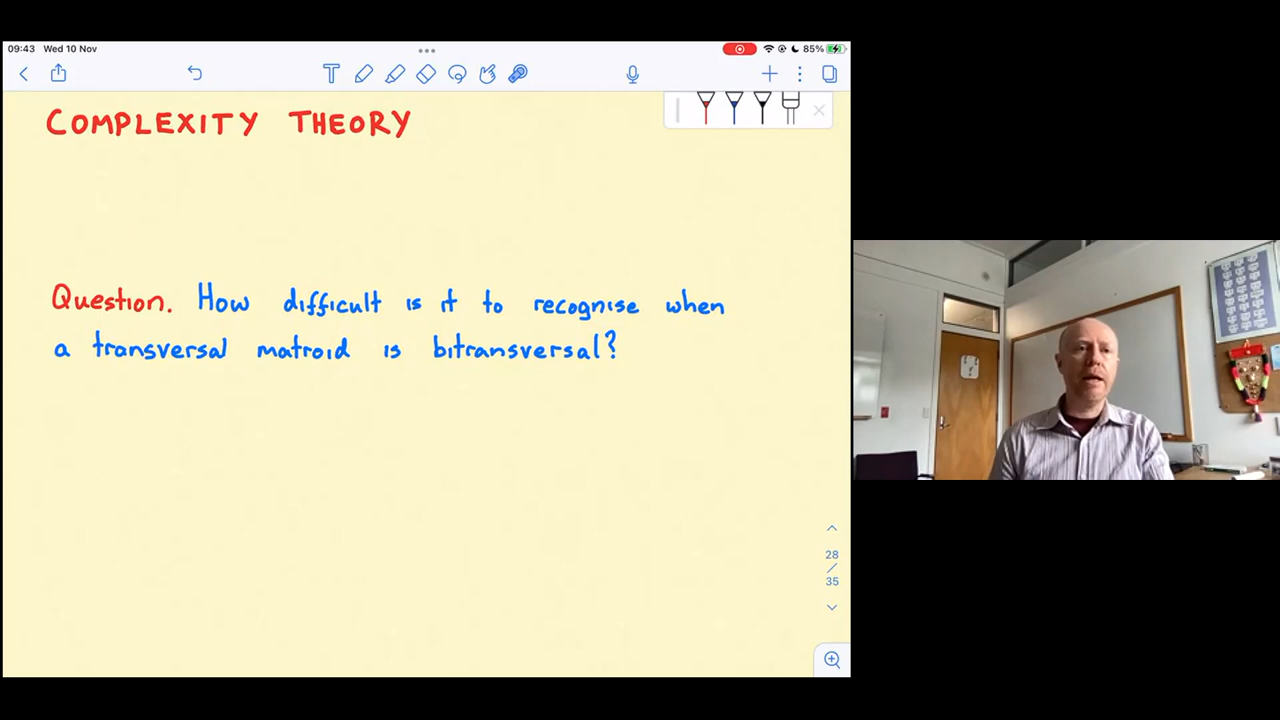 09:43 Wed 10 Nov
85%
COMPLEXITY THEORY
Question. How difficult is it to recognise when
a transversal matroid is bitransversal?
28
/
35